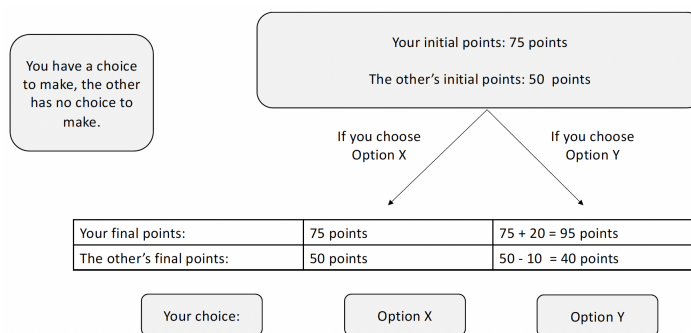 Your initial points: 75 points
The other's initial points: 50  points
You have a choice
to make, the other
has no choice to
make.
If you choose
Option X
If you choose
Option Y
Your final points: 75 points 75 + 20 = 95 points
The other's final points: 50 points 50 - 10  = 40 points
Your choice: Option X Option Y